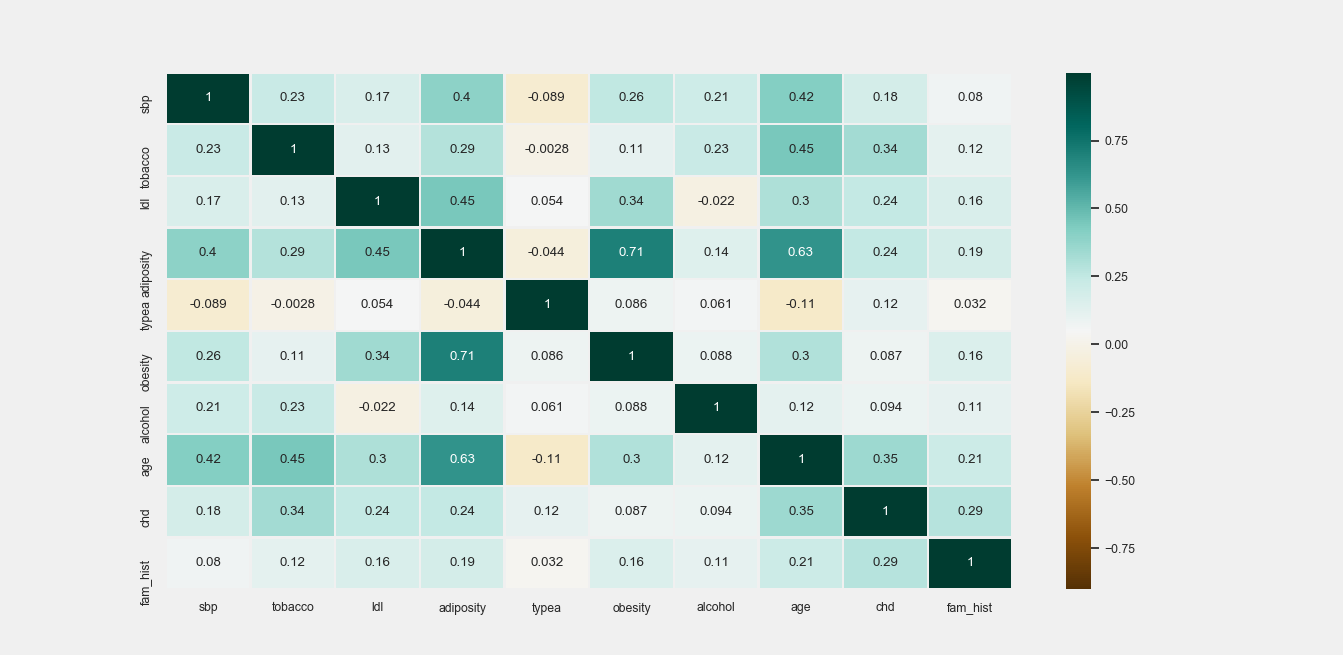 sbp 1 0.23 0.17 0.4 -0.089 0.26 0.21 0.42 0.18 0.08
tobacco 0.23 1 0.13 0.29 -0.0028 0.11 0.23 0.45 0.34 0.12
ldl 0.17 0.13 1 0.45 0.054 0.34 -0.022 0.3 0.24 0.16
adiposity 0.4 0.29 0.45 1 -0.044 0.71 0.14 0.63 0.24 0.19
typea -0.089 -0.0028 0.054 -0.044 1 0.086 0.061 -0.11 0.12 0.032
obesity 0.26 0.11 0.34 0.71 0.086 1 0.088 0.3 0.087 0.16
alcohol 0.21 0.23 -0.022 0.14 0.061 0.088 1 0.12 0.094 0.11
age 0.42 0.45 0.3 0.63 -0.11 0.3 0.12 1 0.35 0.21
chd 0.18 0.34 0.24 0.24 0.12 0.087 0.094 0.35 1 0.29
fam_hist 0.08 0.12 0.16 0.19 0.032 0.16 0.11 0.21 0.29 1
sbp tobacco ldl adiposity typea obesity alcohol age chd fam_hist
0.75
0.50
0.25
0.00
−0.25
−0.50
−0.75